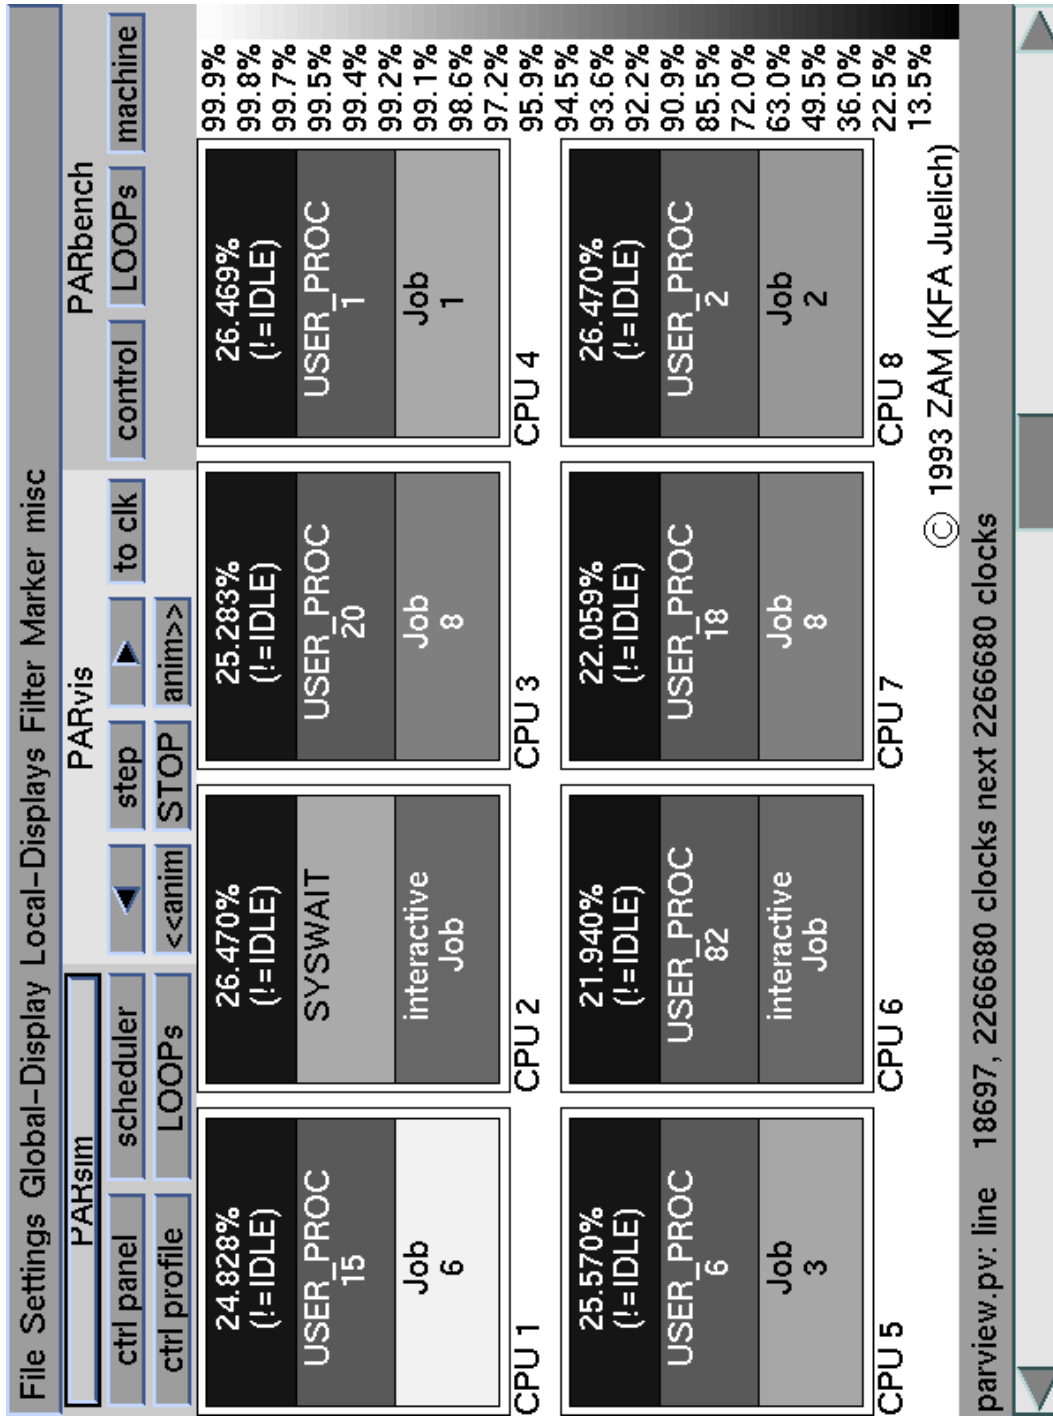 File Settings Global-Display Local-Displays Filter Marker misc
PARsim
PARvis
PARbench
ctrl panel
scheduler
step
to clk
control
LOOPs
machine
ctrl profile
LOOPs
<<anim
STOP
anim>>
24.828%
(!=IDLE)
USER_PROC
15
Job
6
CPU 1
26.470%
(!=IDLE)
SYSWAIT
interactive
Job
CPU 2
25.283%
(!=IDLE)
USER_PROC
20
Job
8
CPU 3
26.469%
(!=IDLE)
USER_PROC
1
Job
1
CPU 4
25.570%
(!=IDLE)
USER_PROC
6
Job
3
CPU 5
21.940%
(!=IDLE)
USER_PROC
82
interactive
Job
CPU 6
22.059%
(!=IDLE)
USER_PROC
18
Job
8
CPU 7
26.470%
(!=IDLE)
USER_PROC
2
Job
2
CPU 8
99.9%
99.8%
99.7%
99.5%
99.4%
99.2%
99.1%
98.6%
97.2%
95.9%
94.5%
93.6%
92.2%
90.9%
85.5%
72.0%
63.0%
49.5%
36.0%
22.5%
13.5%
© 1993 ZAM (KFA Juelich)
parview.pv: line 18697, 2266680 clocks next 2266680 clocks